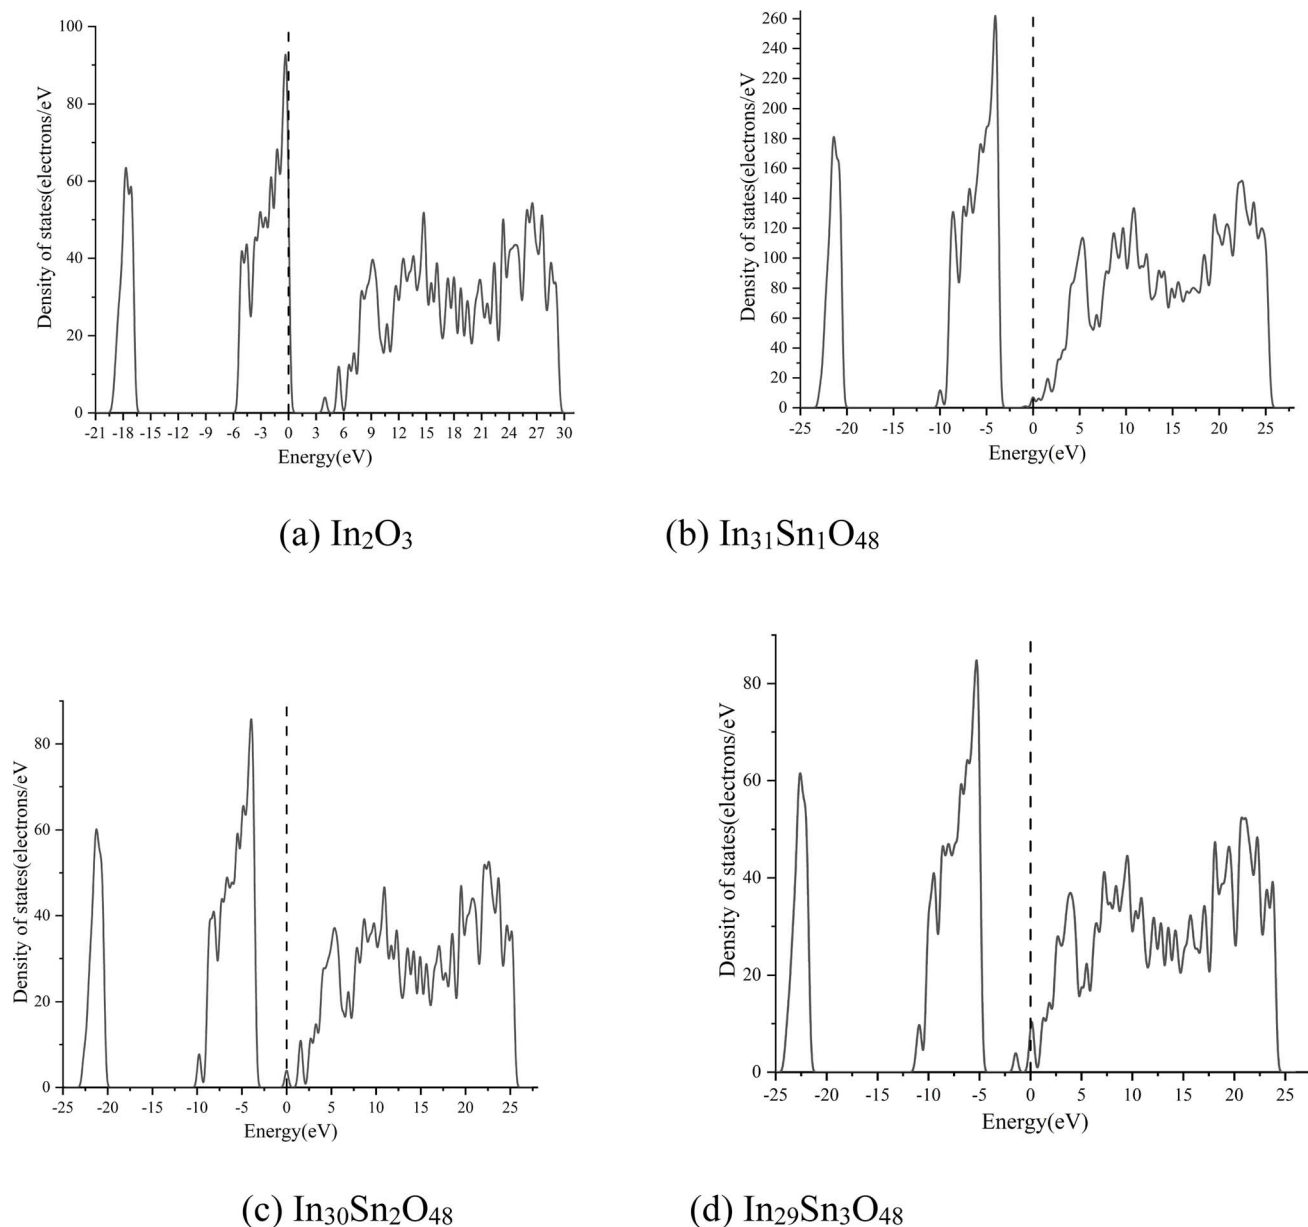 100
80
60
40
20
0
Density of states(electrons/eV
-21 -18 -15 -12 -9 -6 -3 0 3 6 9 12 15 18 21 24 27 30
Energy(eV)
(a) In₂O₃
260
240
220
200
180
160
140
120
100
80
60
40
20
0
Density of states(electrons/eV
-25 -20 -15 -10 -5 0 5 10 15 20 25
Energy(eV)
(b) In₃₁Sn₁O₄₈
80
60
40
20
0
Density of states(electrons/eV
-25 -20 -15 -10 -5 0 5 10 15 20 25
Energy(eV)
(c) In₃₀Sn₂O₄₈
80
60
40
20
0
Density of states(electrons/eV
-25 -20 -15 -10 -5 0 5 10 15 20 25
Energy(eV)
(d) In₂₉Sn₃O₄₈